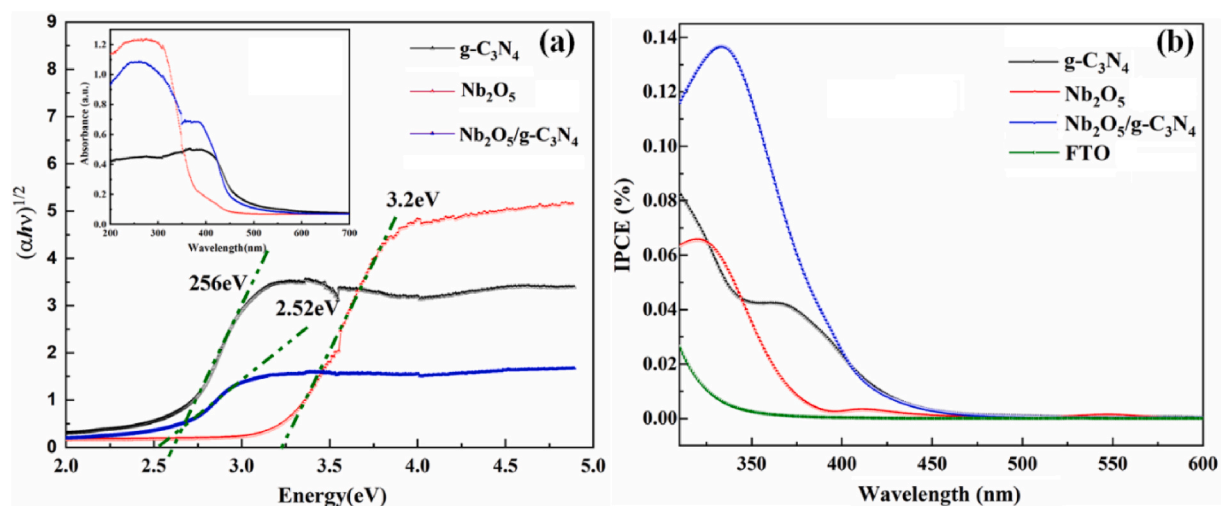 (a)
g-C₃N₄
Nb₂O₅
Nb₂O₅/g-C₃N₄
3.2eV
256eV
2.52eV
(αhv)^1/2
9
8
7
6
5
4
3
2
1
0
2.0 2.5 3.0 3.5 4.0 4.5 5.0
Energy(eV)
Absorbance (a.u.)
1.2
1.0
0.8
0.6
0.4
0.2
0.0
200 300 400 500 600 700
Wavelength(nm)
(b)
g-C₃N₄
Nb₂O₅
Nb₂O₅/g-C₃N₄
FTO
IPCE (%)
0.14
0.12
0.10
0.08
0.06
0.04
0.02
0.00
350 400 450 500 550 600
Wavelength (nm)